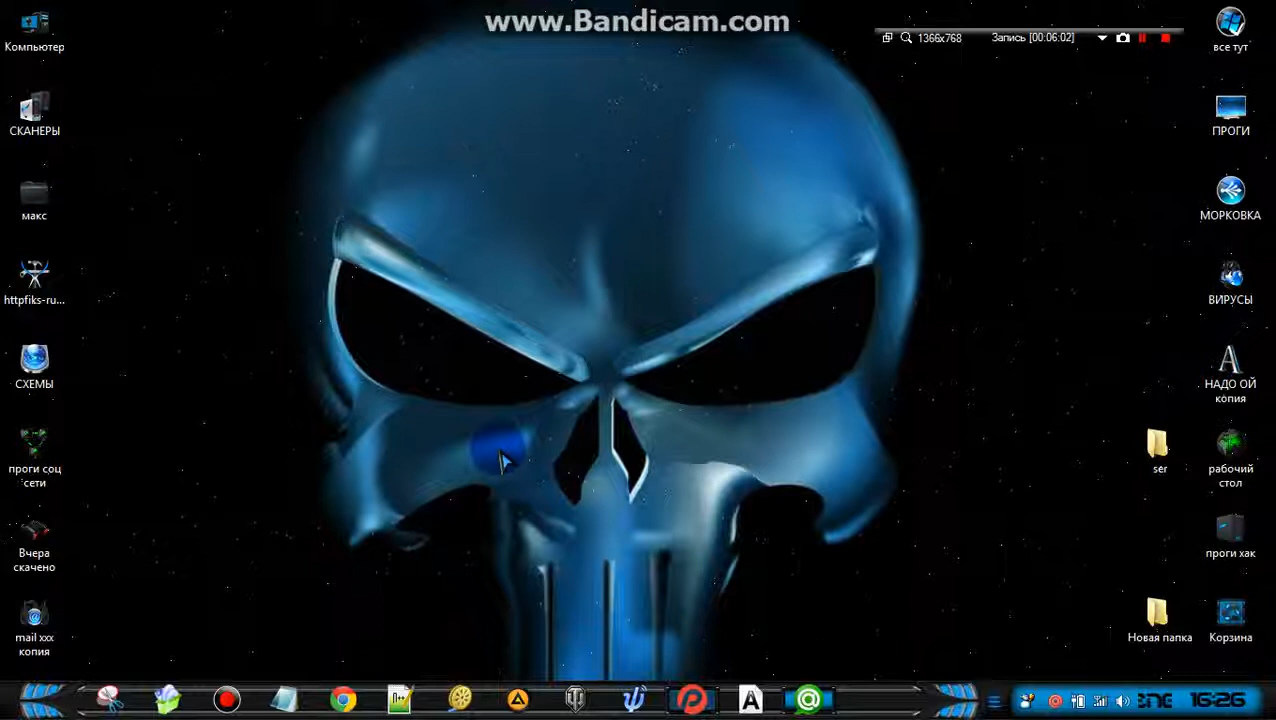 www.Bandicam.com
1366x768
Запись [00:06:02]
Компьютер
СКАНЕРЫ
макс
httpfiks-ru...
СХЕМЫ
проги соц
сети
Вчера
скачено
mail xxx
копия
все тут
ПРОГИ
МОРКОВКА
ВИРУСЫ
НАДО ОЙ
копия
ser
рабочий
стол
проги хак
Новая папка
Корзина
16:26